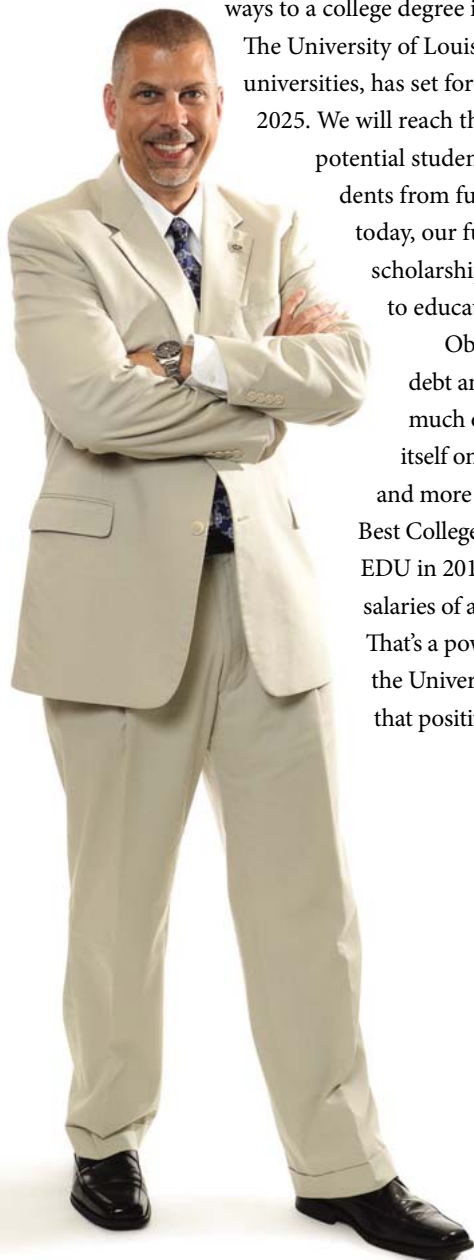 ways to a college degree i
The University of Louis
universities, has set for
2025. We will reach th
potential studen
dents from fu
today, our fu
scholarshi
to educa
Ob
debt an
much
itself on
and more
Best College
EDU in 201
salaries of a
That's a pow
the Univer
that positi